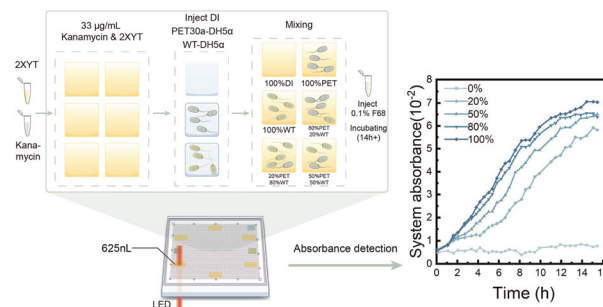 33 µg/mL
Kanamycin & 2XYT
Inject DI
PET30a-DH5α
WT-DH5α
Mixing
2XYT
Kana-
mycin
100%DI
100%PET
100%WT
80%PET
20%WT
20%PET
80%WT
50%PET
50%WT
Inject
0.1% F68
Incubating
(14h+)
625nL
LED
Absorbance detection
System absorbance(10⁻²)
8
7
6
5
4
3
2
1
0
0%
20%
50%
80%
100%
0 2 4 6 8 10 12 14 1
Time (h)